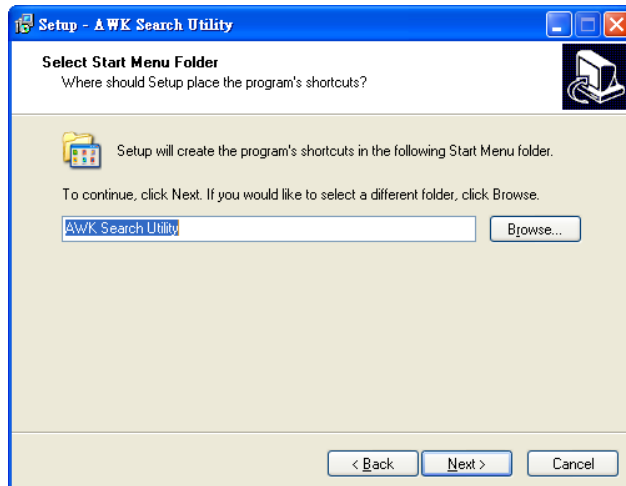 Setup - AWK Search Utility
Select Start Menu Folder
Where should Setup place the program's shortcuts?
Setup will create the program's shortcuts in the following Start Menu folder.
To continue, click Next. If you would like to select a different folder, click Browse.
AWK Search Utility
Browse...
< Back
Next >
Cancel